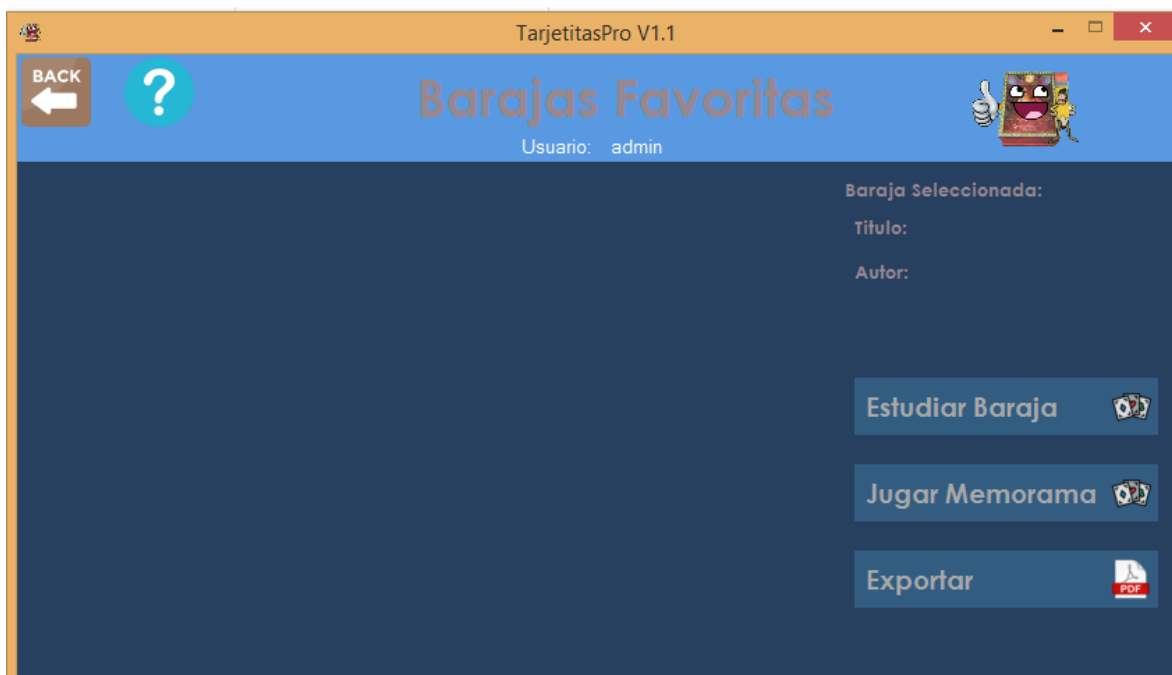 TarjetitasPro V1.1
BACK
?
Barajas Favoritas
Usuario: admin
Baraja Seleccionada:
Titulo:
Autor:
Estudiar Baraja
Jugar Memorama
Exportar
PDF